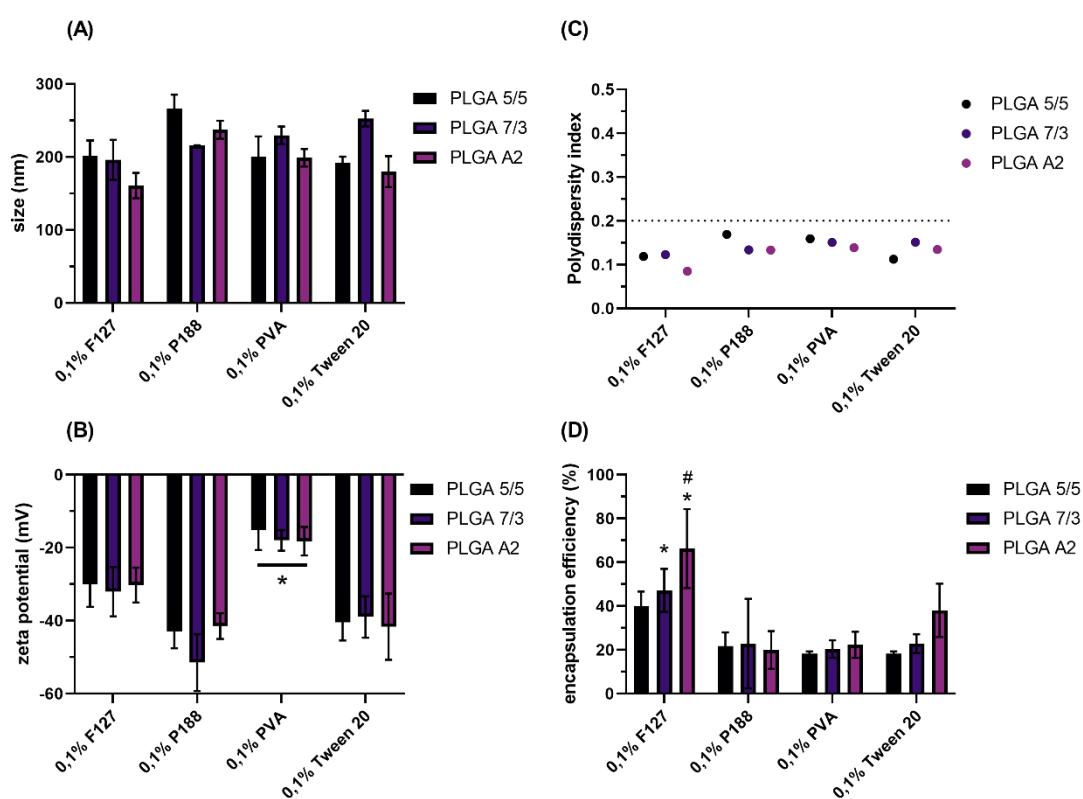 (A)
size (nm)
300
200
100
0
0,1% F127
0,1% P188
0,1% PVA
0,1% Tween 20
PLGA 5/5
PLGA 7/3
PLGA A2
(C)
Polydispersity index
0.5
0.4
0.3
0.2
0.1
0.0
0,1% F127
0,1% P188
0,1% PVA
0,1% Tween 20
PLGA 5/5
PLGA 7/3
PLGA A2
(B)
zeta potential (mV)
0
-20
-40
-60
*
0,1% F127
0,1% P188
0,1% PVA
0,1% Tween 20
PLGA 5/5
PLGA 7/3
PLGA A2
(D)
encapsulation efficiency (%)
100
80
60
40
20
0
*
#
*
0,1% F127
0,1% P188
0,1% PVA
0,1% Tween 20
PLGA 5/5
PLGA 7/3
PLGA A2